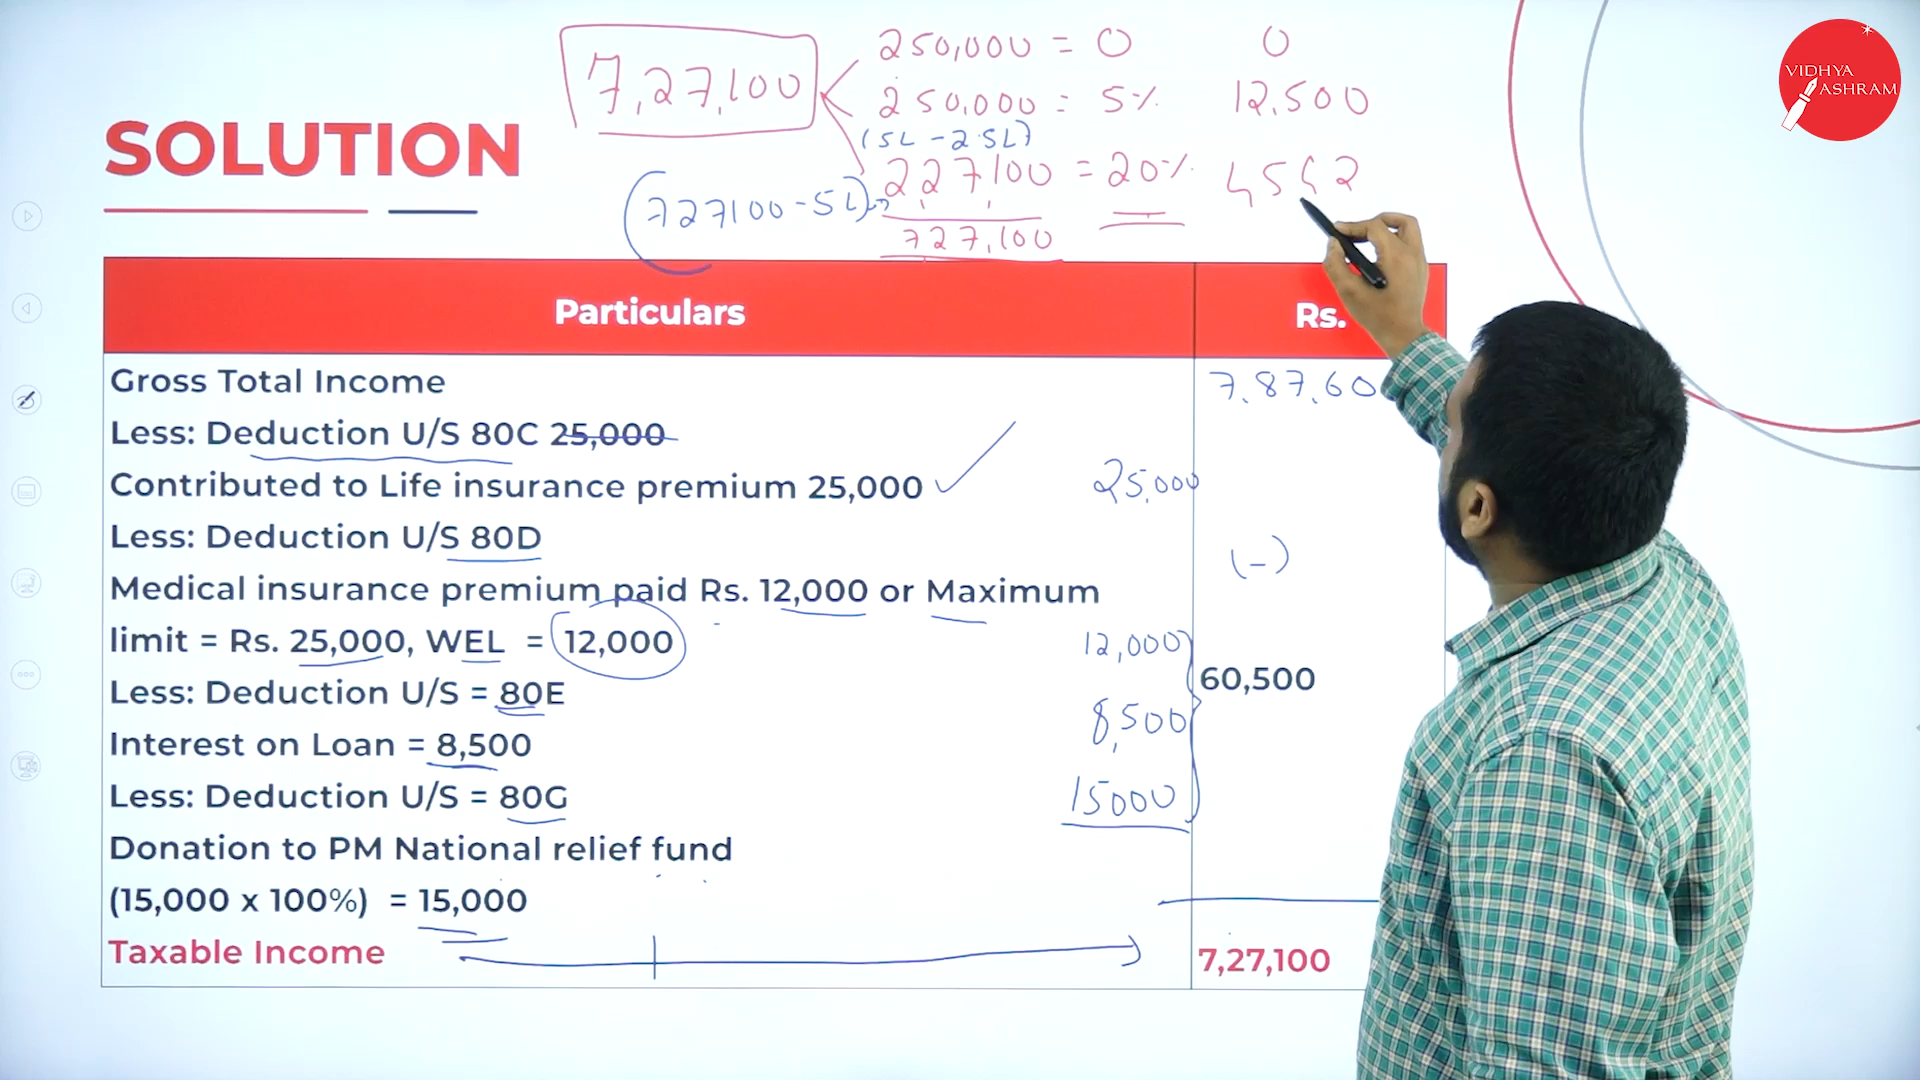 250,000 = 0 0
7,27,100
250,000 = 5% 12,500
(5L - 2.5L)
2,27,100 = 20% 4542
(727100 - 5L)
727,100
VIDHYA
ASHRAM
SOLUTION
Particulars Rs.
Gross Total Income 7,87,60
Less: Deduction U/S 80C 25,000
Contributed to Life insurance premium 25,000 25,000
Less: Deduction U/S 80D
(-)
Medical insurance premium paid Rs. 12,000 or Maximum
limit = Rs. 25,000, WEL = 12,000 12,000
60,500
Less: Deduction U/S = 80E
Interest on Loan = 8,500 8,500
Less: Deduction U/S = 80G 15000
Donation to PM National relief fund
(15,000 x 100%) = 15,000
Taxable Income 7,27,100